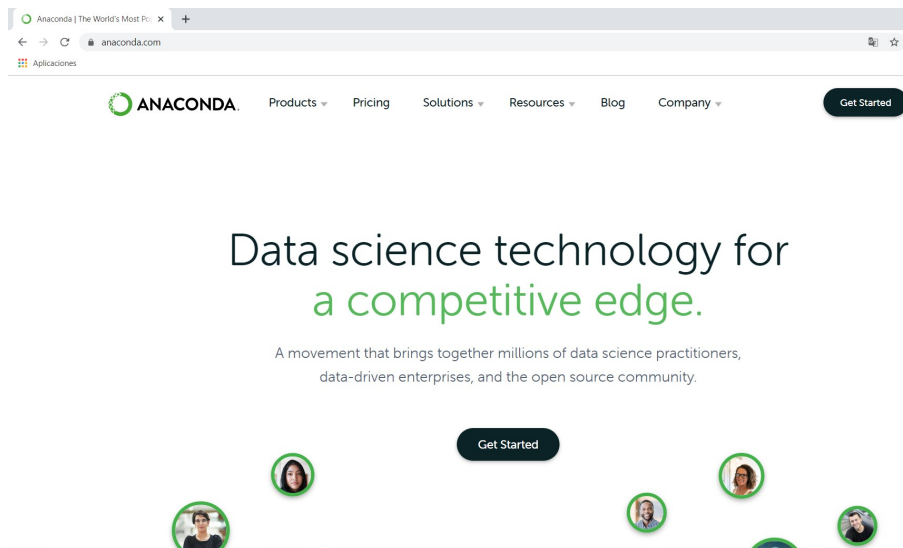 Anaconda | The World's Most Po
anaconda.com
Aplicaciones
ANACONDA.
Products
Pricing
Solutions
Resources
Blog
Company
Get Started
Data science technology for
a competitive edge.
A movement that brings together millions of data science practitioners,
data-driven enterprises, and the open source community.
Get Started